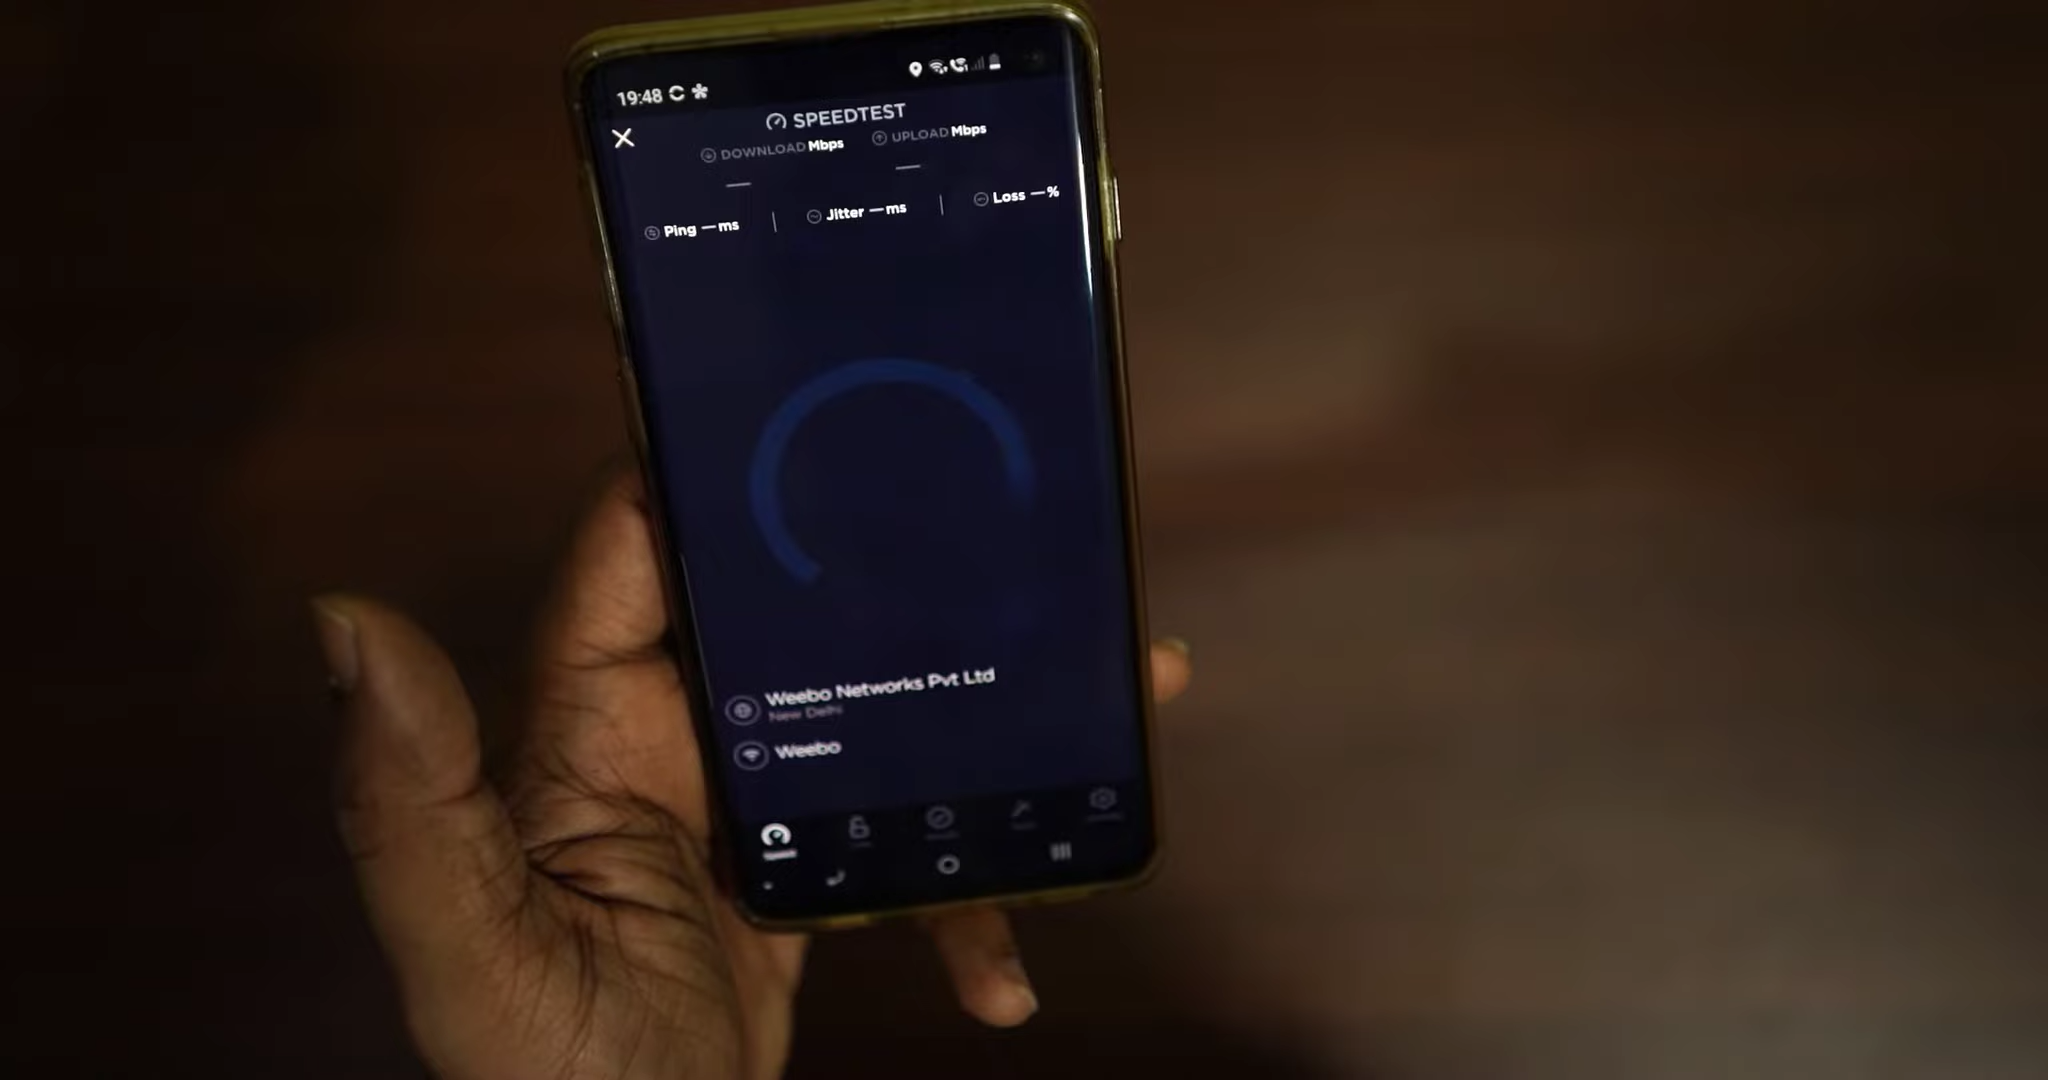 19:48
SPEEDTEST
DOWNLOAD Mbps UPLOAD Mbps
— —
Ping — ms | Jitter — ms | Loss — %
Weebo Networks Pvt Ltd
New Delhi
Weebo
Speed